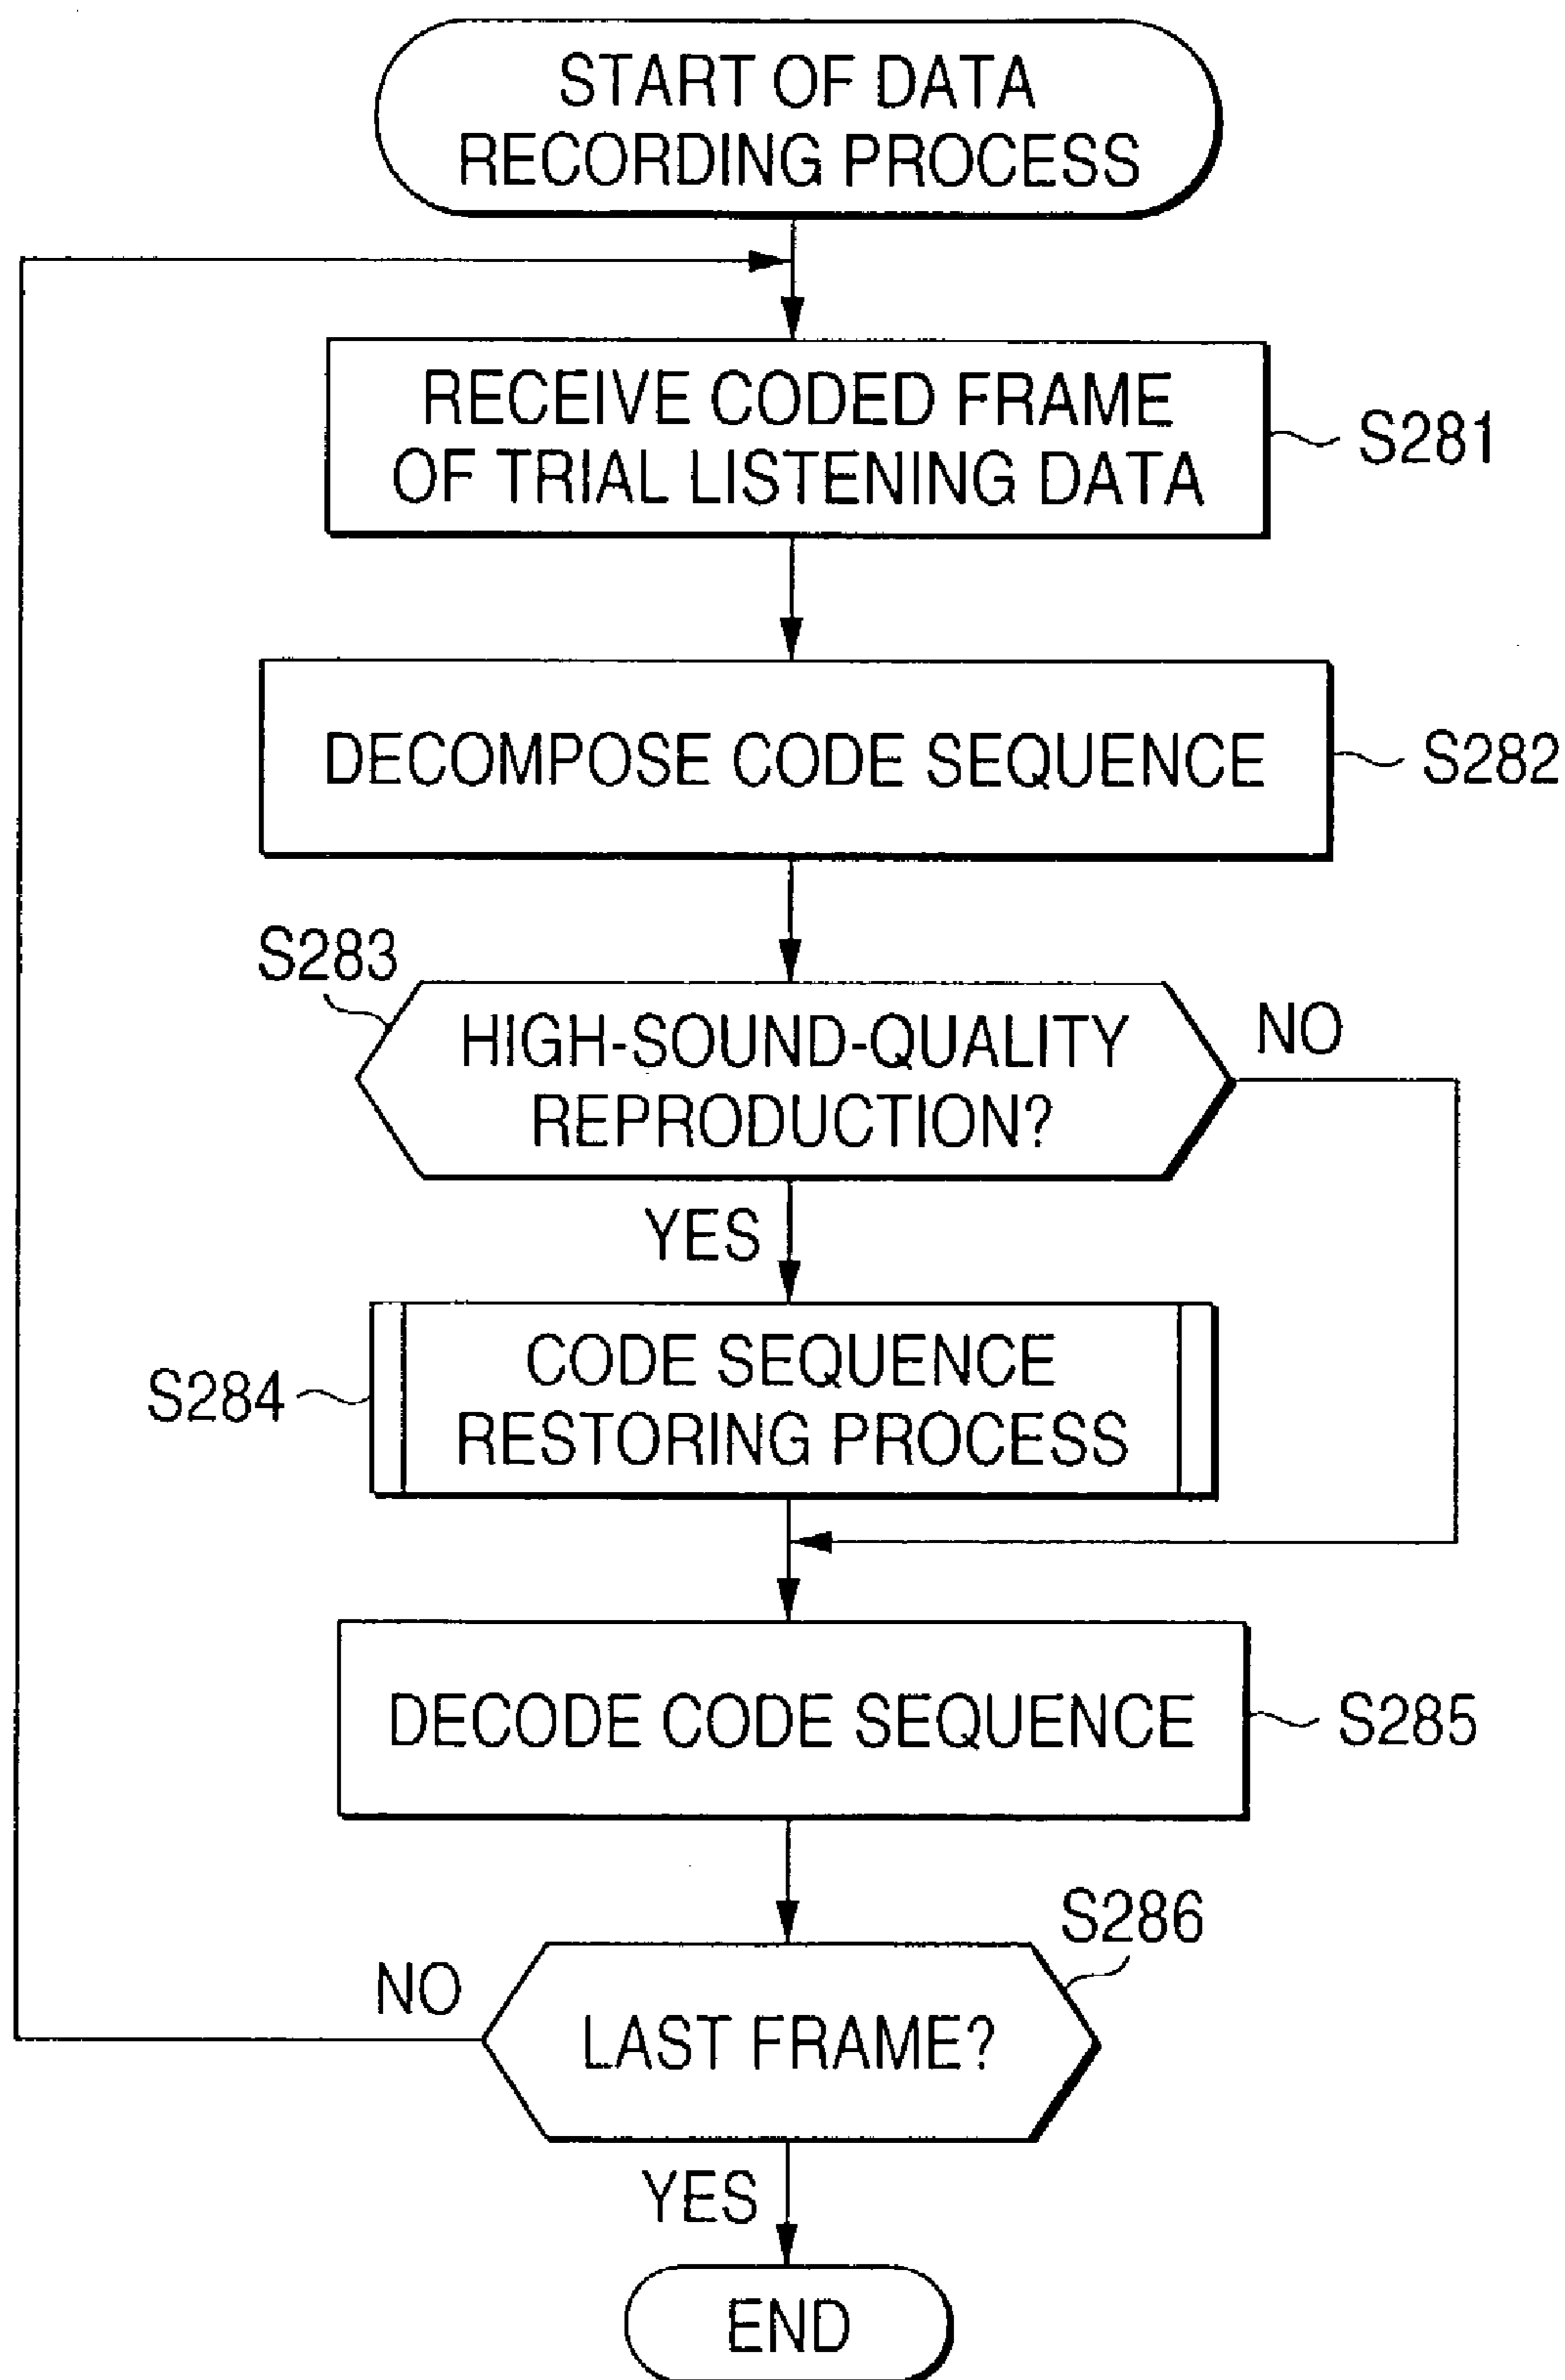 START OF DATA
RECORDING PROCESS
RECEIVE CODED FRAME
OF TRIAL LISTENING DATA
S281
DECOMPOSE CODE SEQUENCE
S282
S283
HIGH-SOUND-QUALITY
REPRODUCTION?
NO
YES
S284
CODE SEQUENCE
RESTORING PROCESS
DECODE CODE SEQUENCE
S285
S286
NO
LAST FRAME?
YES
END